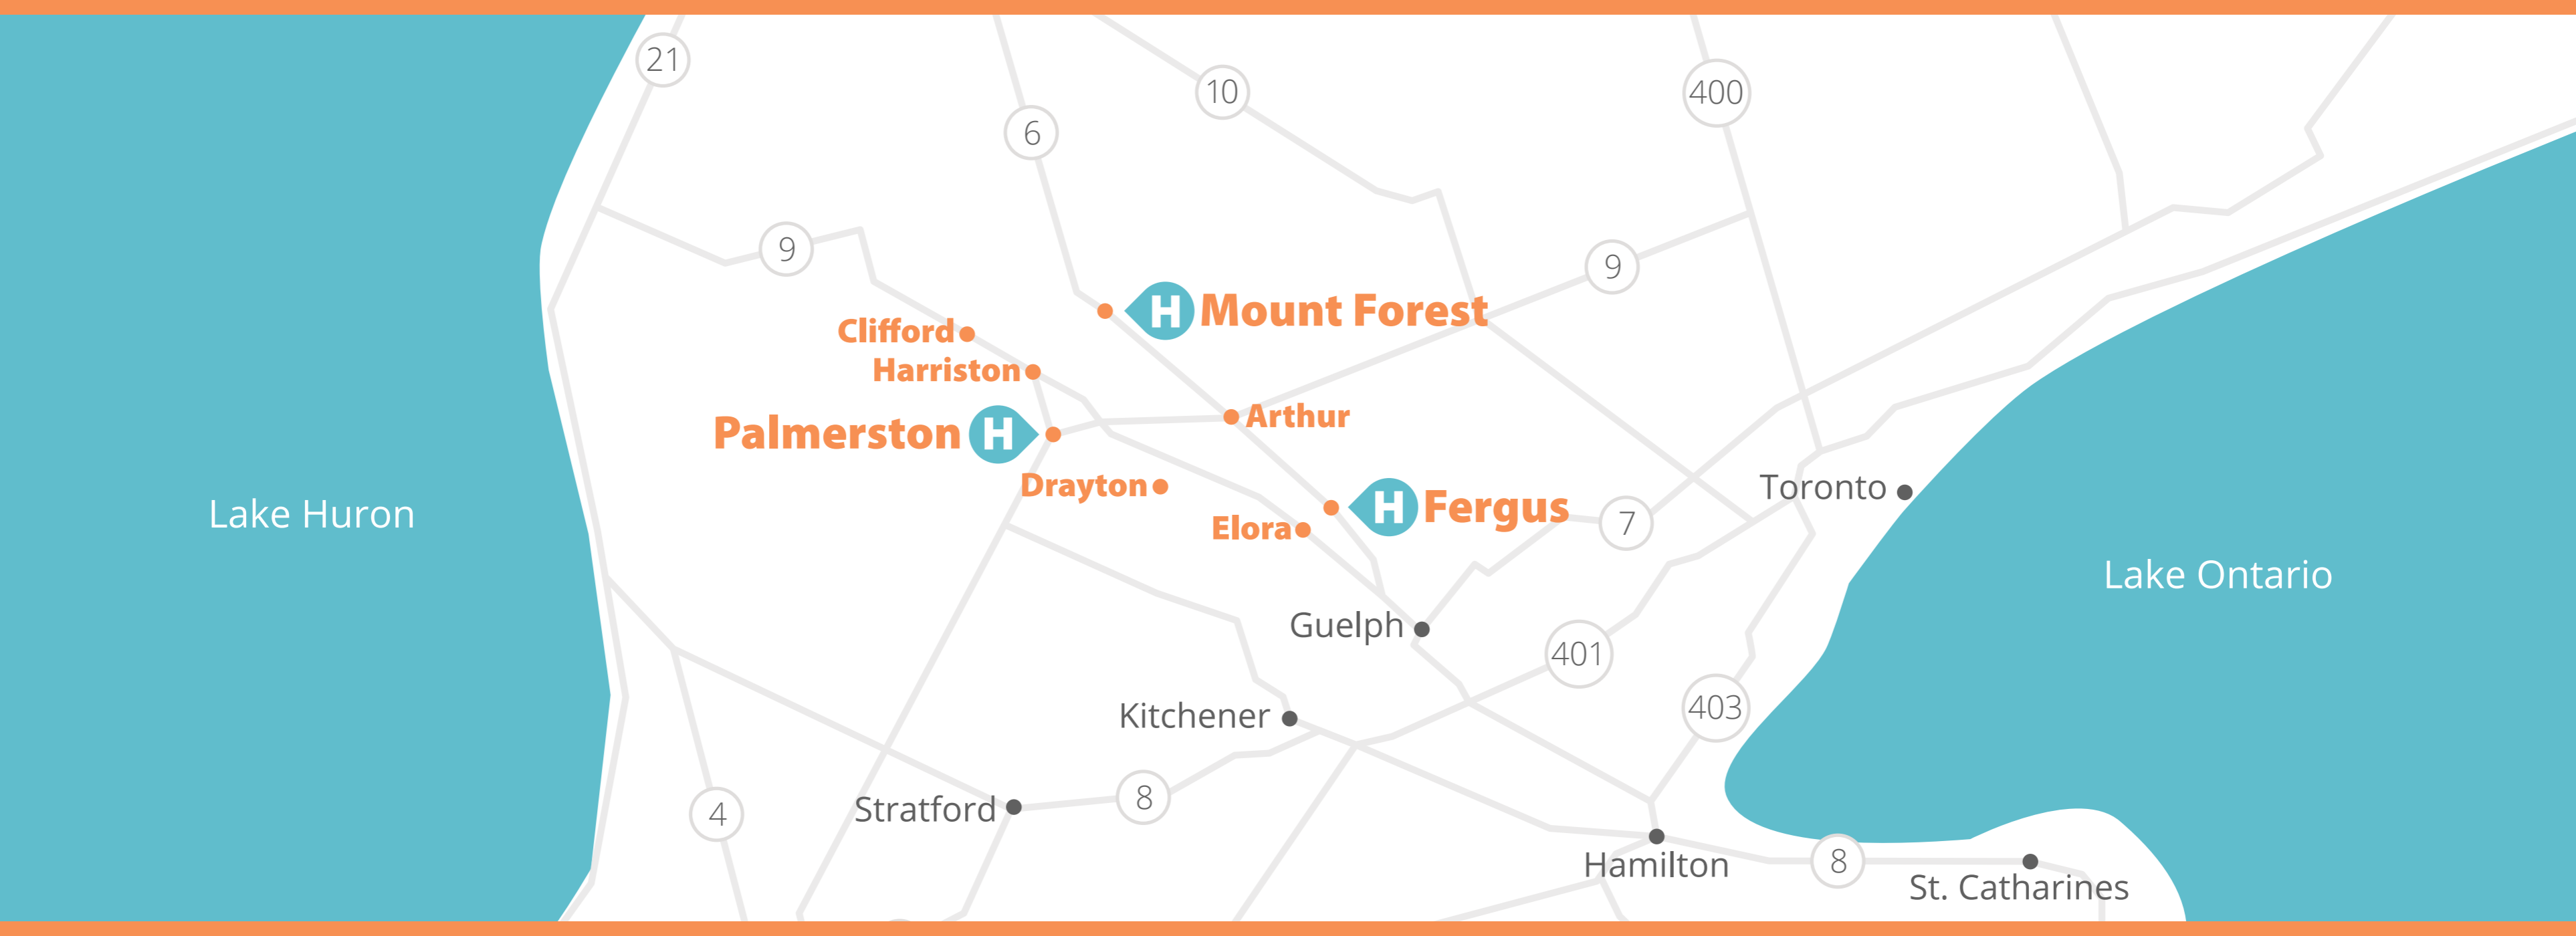 21
10
400
6
9
9
H Mount Forest
Clifford
Harriston
Arthur
Palmerston H
Drayton
Toronto
H Fergus
Lake Huron
7
Elora
Lake Ontario
Guelph
401
403
Kitchener
8
Stratford
4
8
Hamilton
St. Catharines